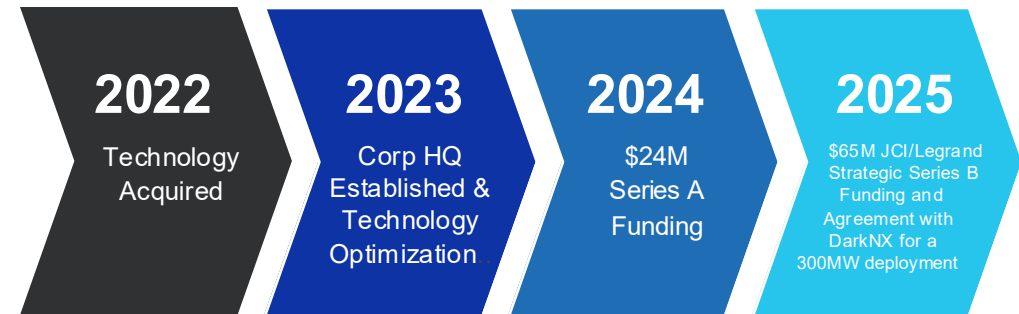 2022
Technology
Acquired
2023
Corp HQ
Established &
Technology
Optimization..
2024
$24M
Series A
Funding
2025
$65M JCI/Legrand
Strategic Series B
Funding and
Agreement with
DarkNX for a
300MW deployment